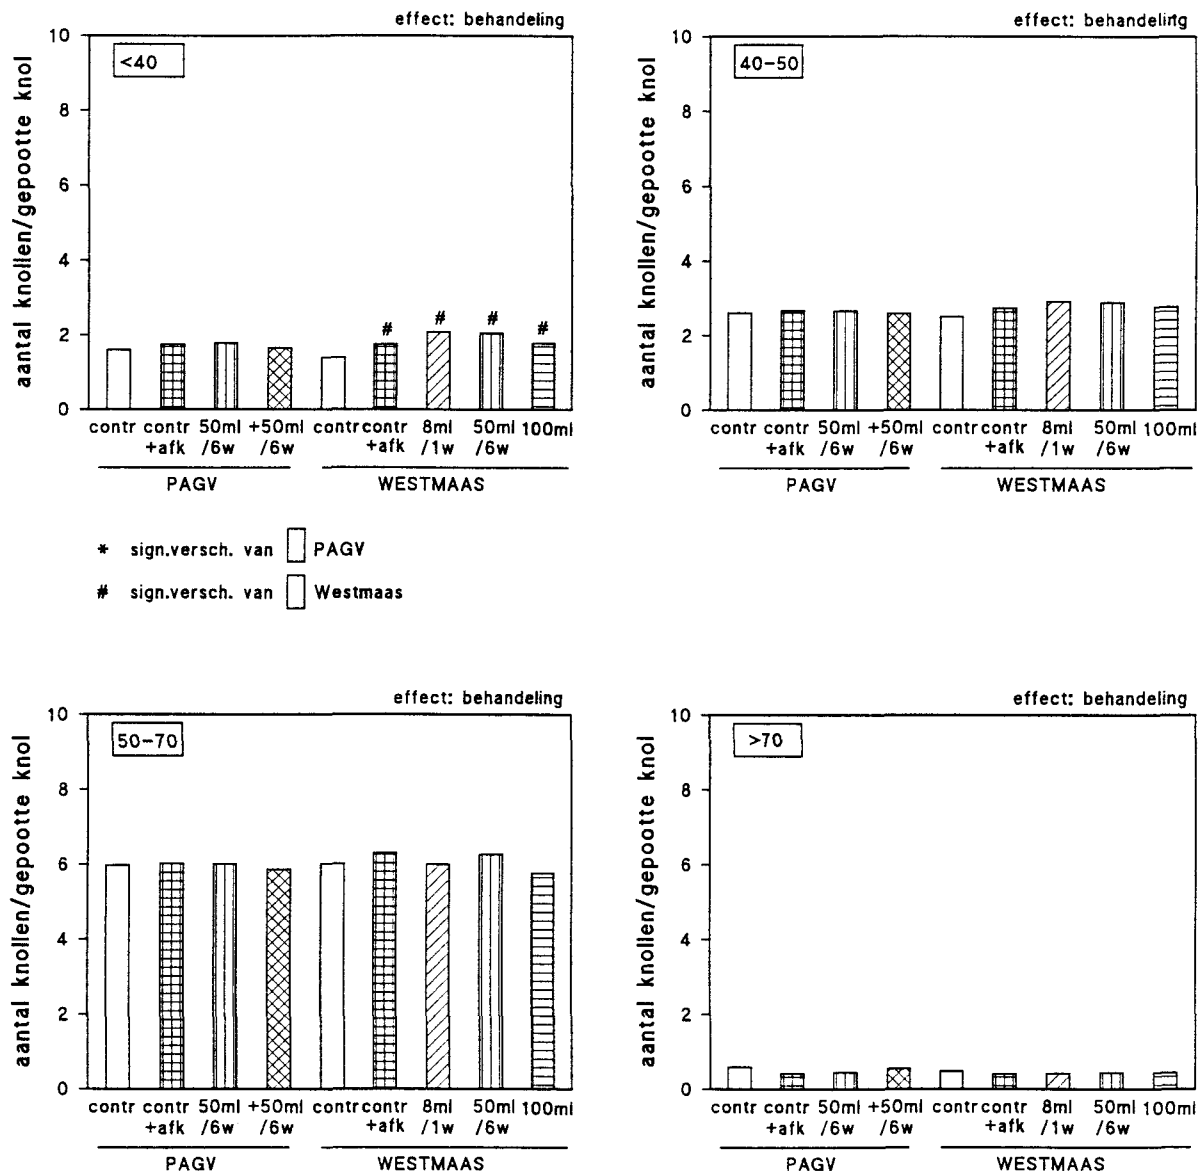 effect: behandeling
<40
aantal knollen/gepootte knol
10
8
6
4
2
0
# # # #
contr contr 50ml +50ml contr contr 8ml 50ml 100ml
+afk /6w /6w +afk /1w /6w
PAGV WESTMAAS
effect: behandeling
40-50
aantal knollen/gepootte knol
10
8
6
4
2
0
contr contr 50ml +50ml contr contr 8ml 50ml 100ml
+afk /6w /6w +afk /1w /6w
PAGV WESTMAAS
* sign.versch. van PAGV
# sign.versch. van Westmaas
effect: behandeling
50-70
aantal knollen/gepootte knol
10
8
6
4
2
0
contr contr 50ml +50ml contr contr 8ml 50ml 100ml
+afk /6w /6w +afk /1w /6w
PAGV WESTMAAS
effect: behandeling
>70
aantal knollen/gepootte knol
10
8
6
4
2
0
contr contr 50ml +50ml contr contr 8ml 50ml 100ml
+afk /6w /6w +afk /1w /6w
PAGV WESTMAAS